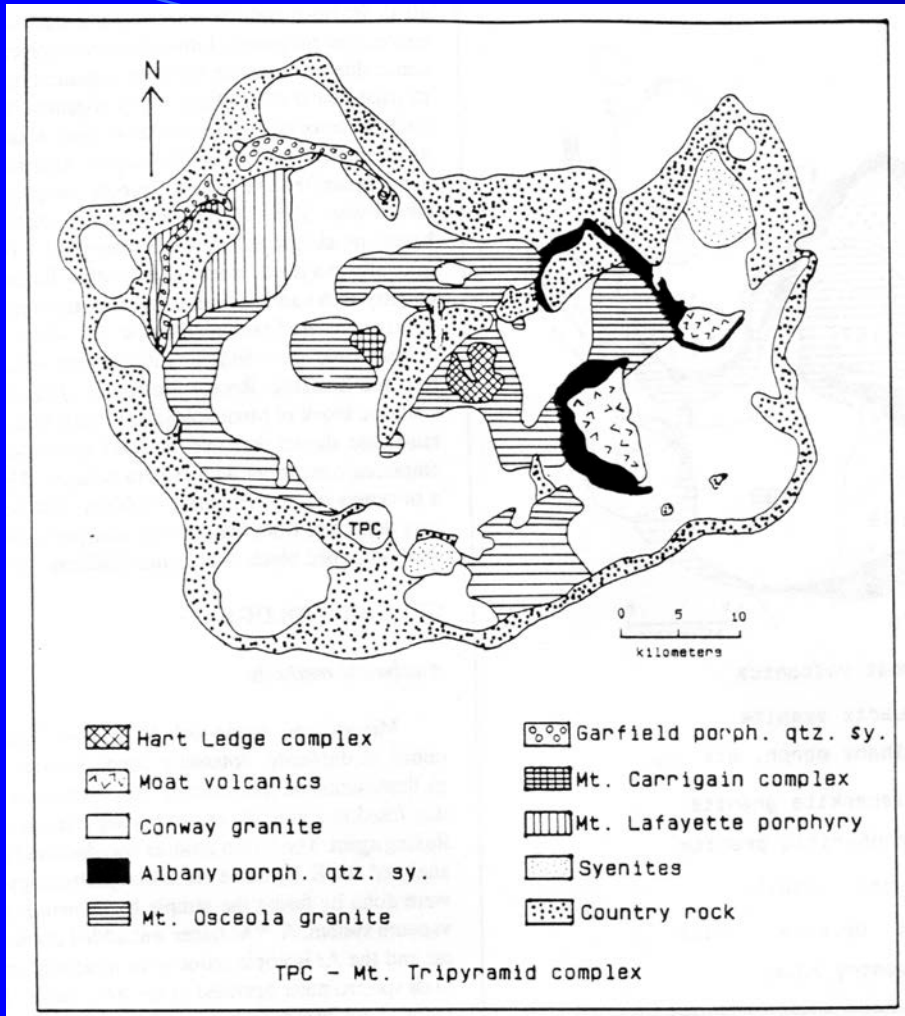 N
TPC
0 5 10
kilometers
Hart Ledge complex
Moat volcanics
Conway granite
Albany porph. qtz. sy.
Mt. Osceola granite
Garfield porph. qtz. sy.
Mt. Carrigain complex
Mt. Lafayette porphyry
Syenites
Country rock
TPC - Mt. Tripyramid complex